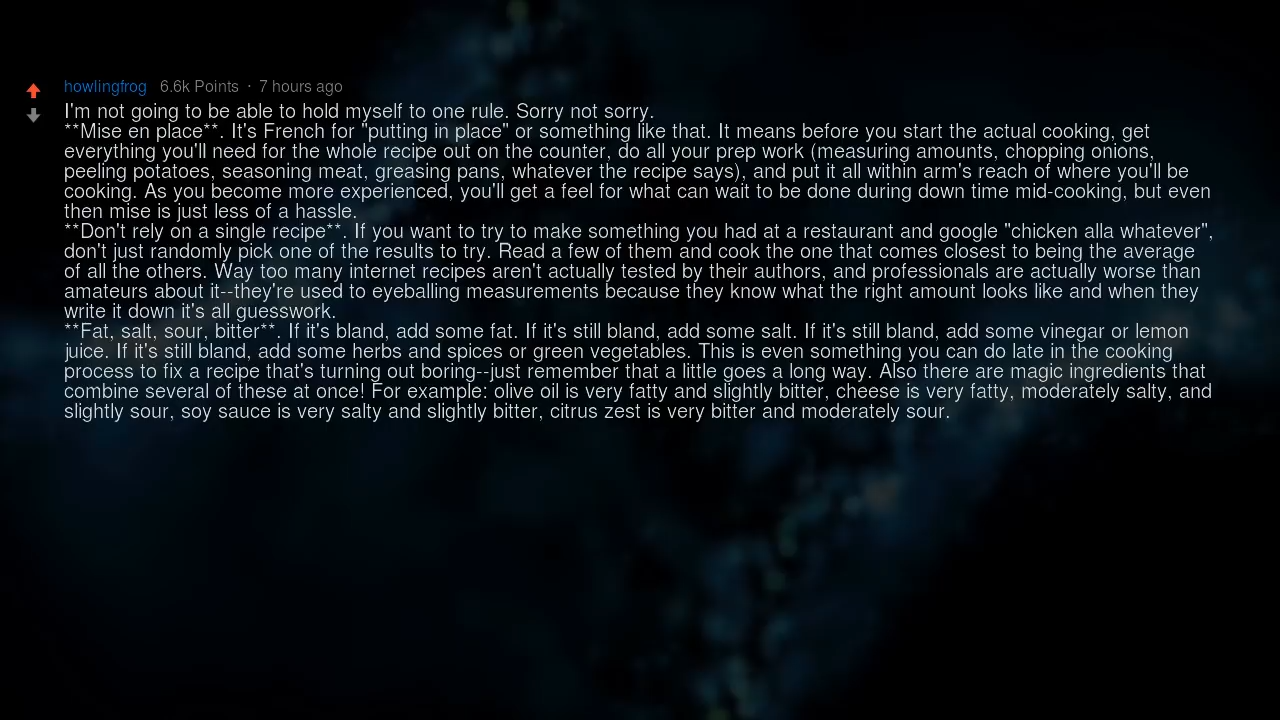 howlingfrog 6.6k Points · 7 hours ago
I'm not going to be able to hold myself to one rule. Sorry not sorry.
**Mise en place**. It's French for "putting in place" or something like that. It means before you start the actual cooking, get
everything you'll need for the whole recipe out on the counter, do all your prep work (measuring amounts, chopping onions,
peeling potatoes, seasoning meat, greasing pans, whatever the recipe says), and put it all within arm's reach of where you'll be
cooking. As you become more experienced, you'll get a feel for what can wait to be done during down time mid-cooking, but even
then mise is just less of a hassle.
**Don't rely on a single recipe**. If you want to try to make something you had at a restaurant and google "chicken alla whatever",
don't just randomly pick one of the results to try. Read a few of them and cook the one that comes closest to being the average
of all the others. Way too many internet recipes aren't actually tested by their authors, and professionals are actually worse than
amateurs about it--they're used to eyeballing measurements because they know what the right amount looks like and when they
write it down it's all guesswork.
**Fat, salt, sour, bitter**. If it's bland, add some fat. If it's still bland, add some salt. If it's still bland, add some vinegar or lemon
juice. If it's still bland, add some herbs and spices or green vegetables. This is even something you can do late in the cooking
process to fix a recipe that's turning out boring--just remember that a little goes a long way. Also there are magic ingredients that
combine several of these at once! For example: olive oil is very fatty and slightly bitter, cheese is very fatty, moderately salty, and
slightly sour, soy sauce is very salty and slightly bitter, citrus zest is very bitter and moderately sour.